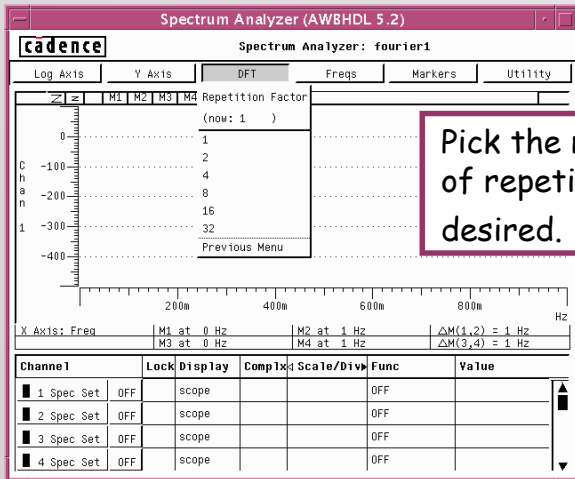 Spectrum Analyzer (AWBHDL 5.2)
cadence Spectrum Analyzer: fourier1
Log Axis Y Axis DFT Freqs Markers Utility
Z z M1 M2 M3 M4 Repetition Factor
(now: 1 )
1
2
4
8
16
32
Previous Menu
Pick the
of
desired.
Chan 1
0
-100
-200
-300
-400
200m 400m 600m 800m
Hz
X Axis: Freq M1 at 0 Hz M2 at 1 Hz △M(1,2) = 1 Hz
M3 at 0 Hz M4 at 1 Hz △M(3,4) = 1 Hz
Channel Lock Display Complx Scale/Div Func Value
1 Spec Set OFF scope OFF
2 Spec Set OFF scope OFF
3 Spec Set OFF scope OFF
4 Spec Set OFF scope OFF